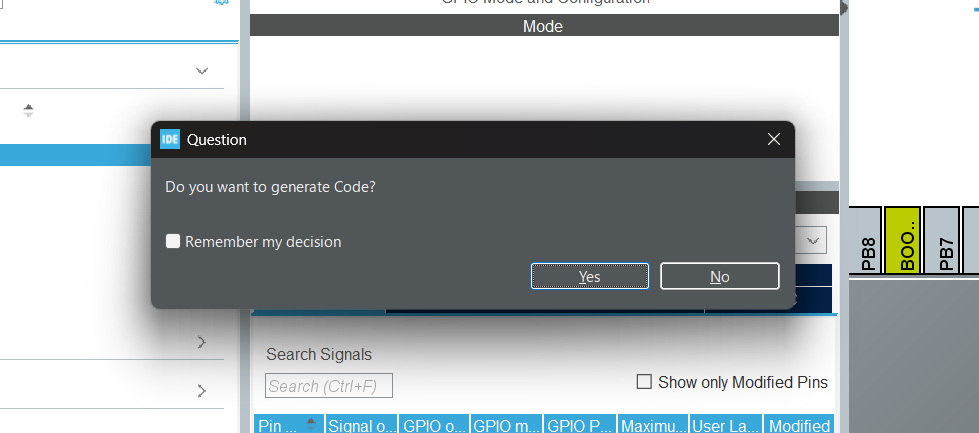 GPIO Mode and Configuration
Mode
IDE Question
Do you want to generate Code?
Remember my decision
Yes No
PB8
BOO..
PB7
Search Signals
Search (Ctrl+F)
Show only Modified Pins
Pin ... Signal o... GPIO o... GPIO m... GPIO P... Maximu... User La... Modified